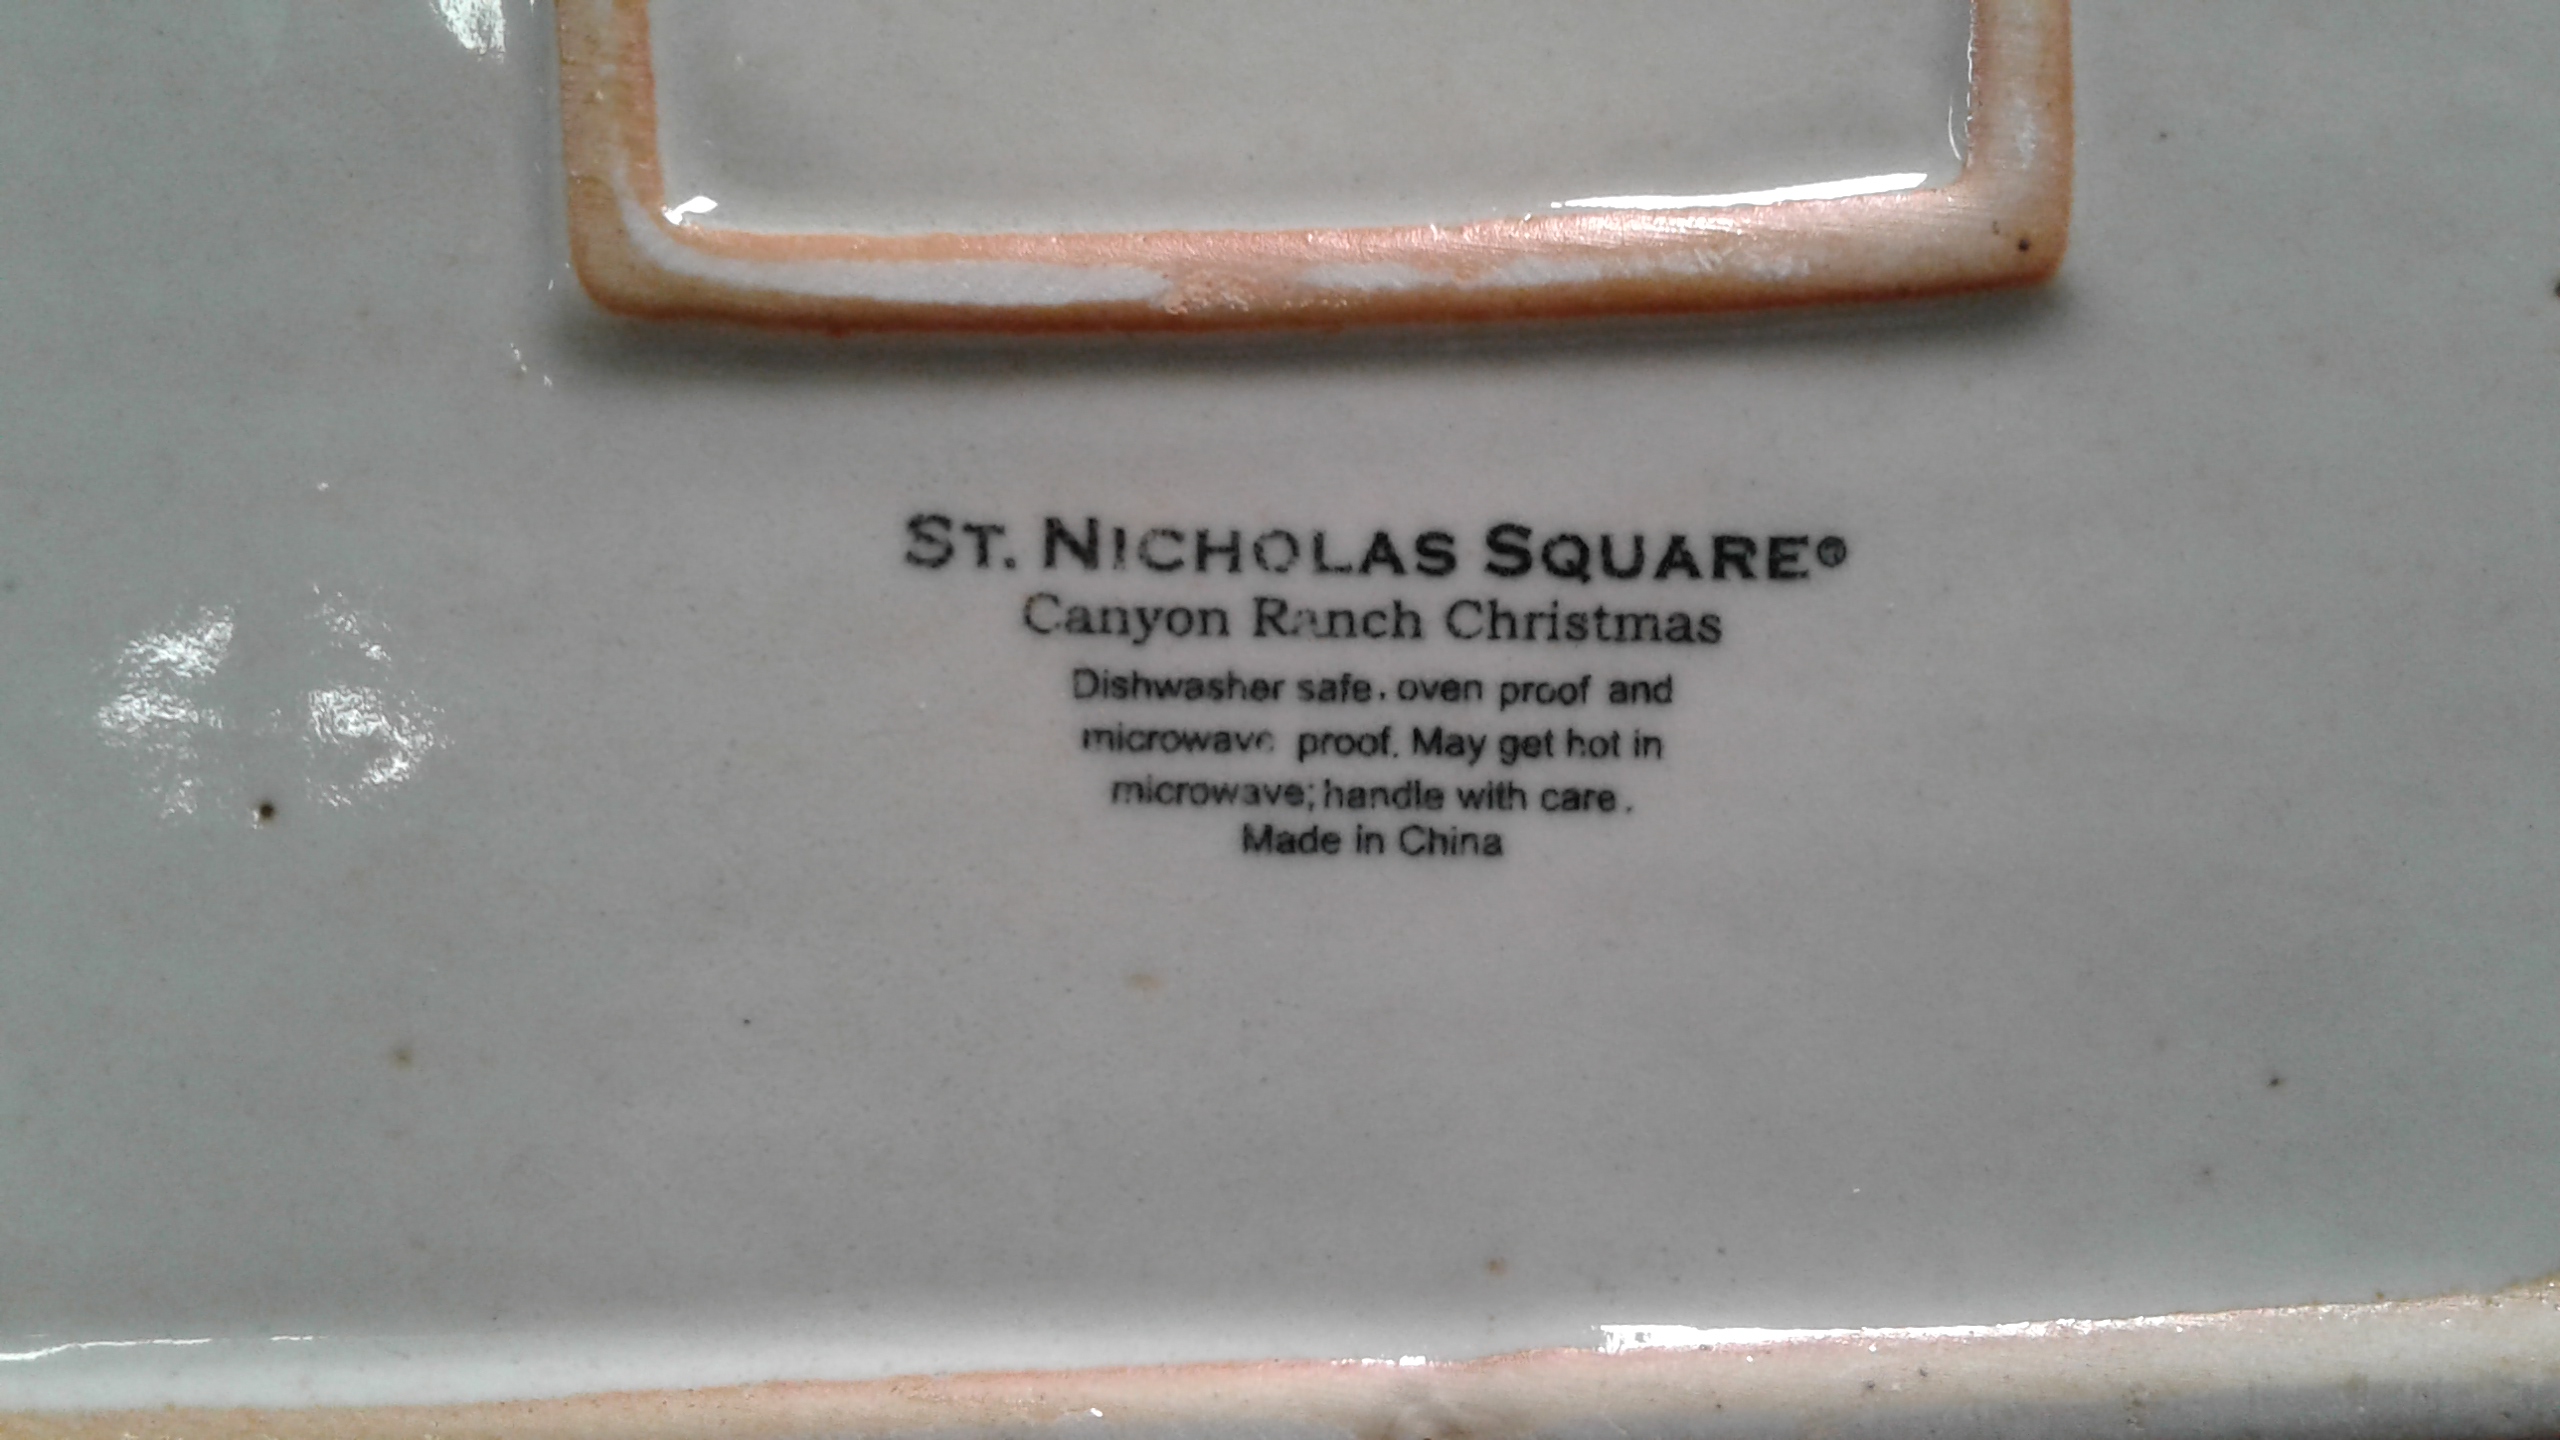 ST. NICHOLAS SQUARE®
Canyon Ranch Christmas
Dishwasher safe, oven proof and
microwave proof. May get hot in
microwave; handle with care.
Made in China